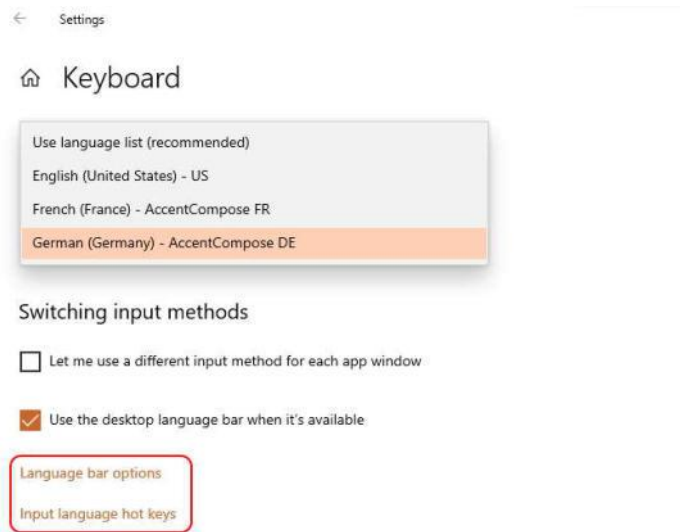 Settings
Keyboard
Use language list (recommended)
English (United States) - US
French (France) - AccentCompose FR
German (Germany) - AccentCompose DE
Switching input methods
Let me use a different input method for each app window
Use the desktop language bar when it's available
Language bar options
Input language hot keys